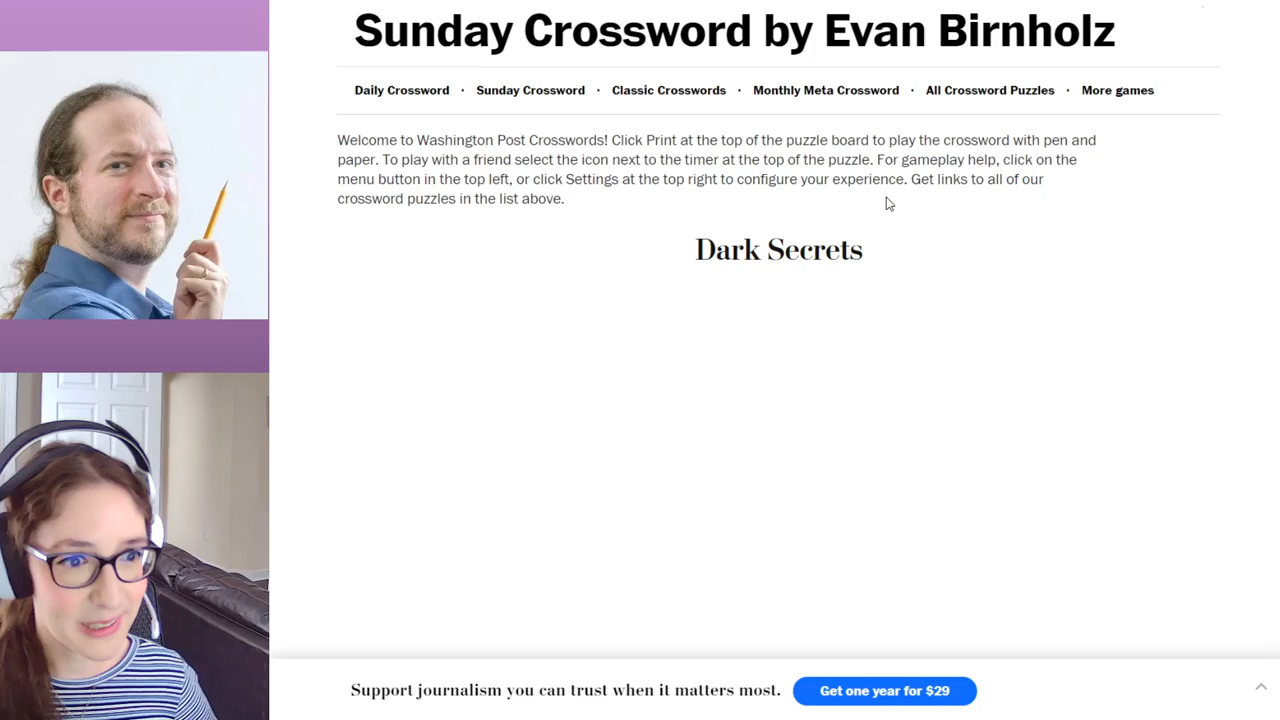 Sunday Crossword by Evan Birnholz
Daily Crossword · Sunday Crossword · Classic Crosswords · Monthly Meta Crossword · All Crossword Puzzles · More games
Welcome to Washington Post Crosswords! Click Print at the top of the puzzle board to play the crossword with pen and
paper. To play with a friend select the icon next to the timer at the top of the puzzle. For gameplay help, click on the
menu button in the top left, or click Settings at the top right to configure your experience. Get links to all of our
crossword puzzles in the list above.
Dark Secrets
Support journalism you can trust when it matters most. Get one year for $29